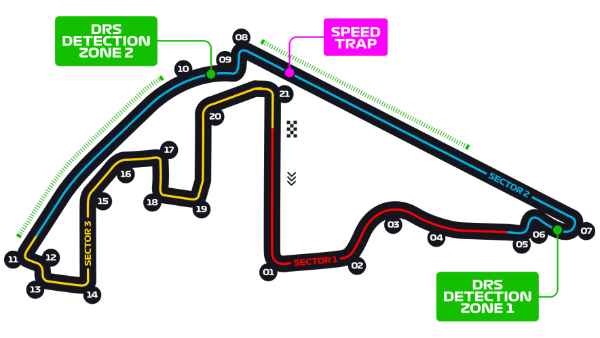 DRS
DETECTION
ZONE 2
SPEED
TRAP
08
09
10
21
20
17
16
15
18
19
SECTOR 2
SECTOR 3
03
04
05
06
07
11
12
13
14
01
SECTOR 1
02
DRS
DETECTION
ZONE 1